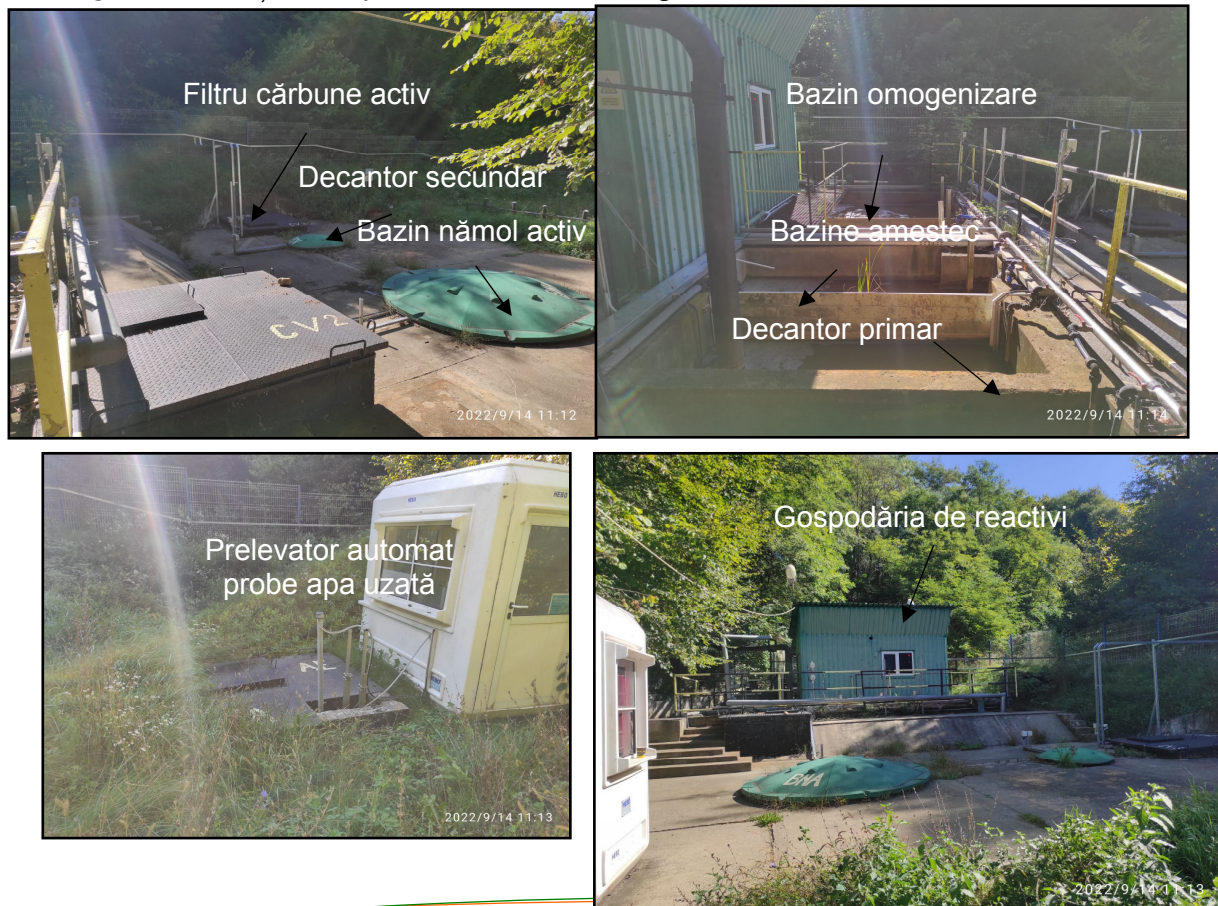 Filtru cărbune activ
Decantor secundar
Bazin nămol activ
CV2
2022/9/14 11:12
Bazin omogenizare
Bazine amestec
Decantor primar
2022/9/14 11:14
Prelevator automat
probe apa uzată
HEBO
HEBO
2022/9/14 11:13
Gospodăria de reactivi
BNA
2022/9/14 11:13